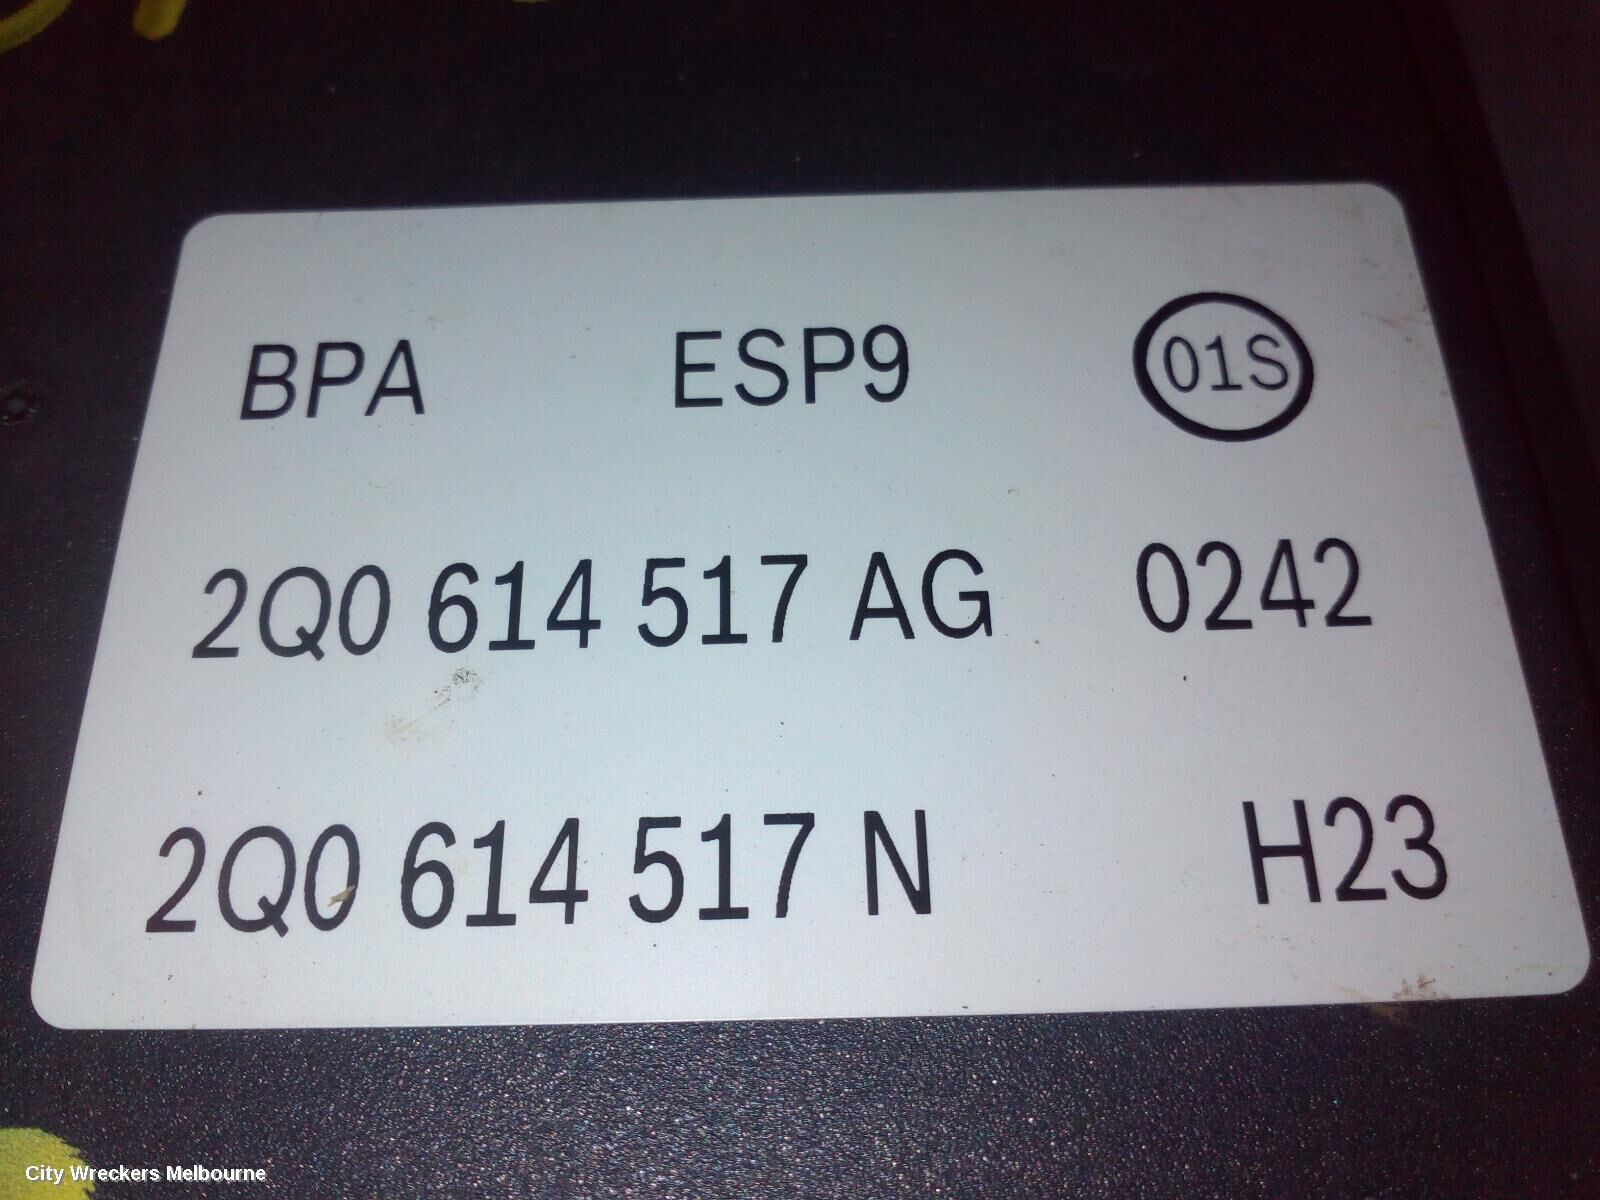 BPA ESP9 01S
2Q0 614 517 AG 0242
2Q0 614 517 N H23
City Wreckers Melbourne